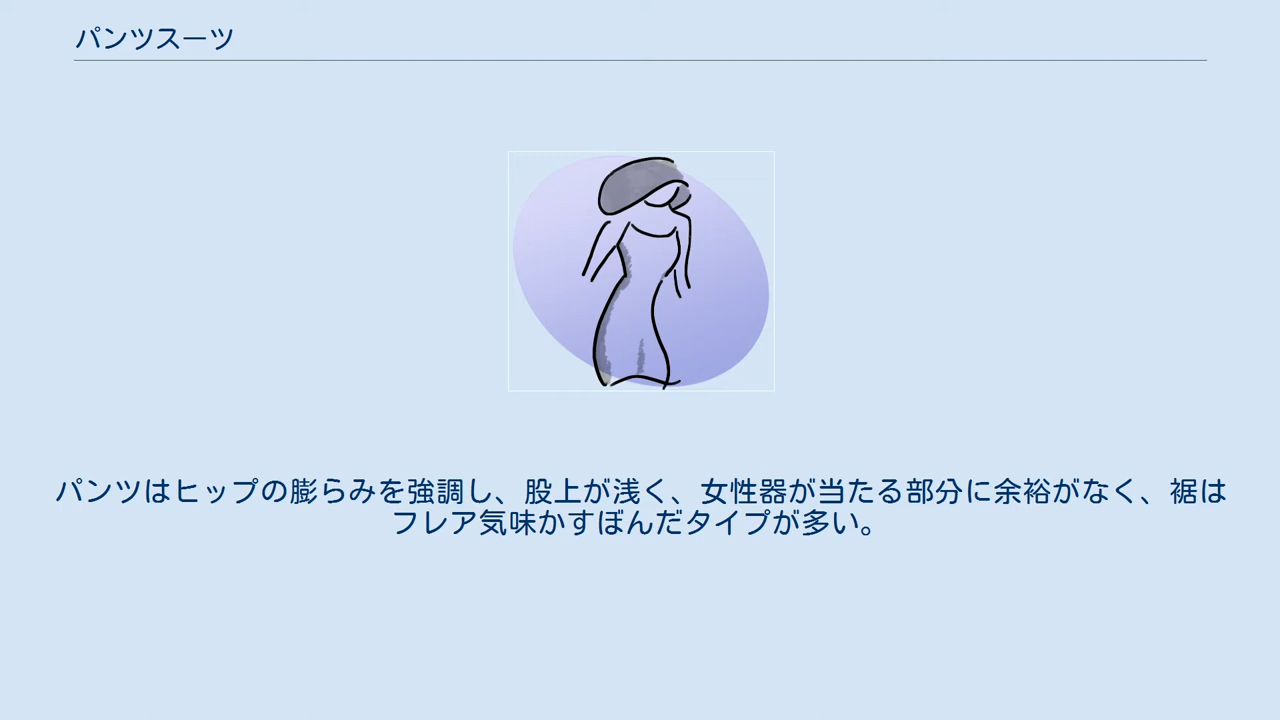 パンツスーツ
パンツはヒップの膨らみを強調し、股上が浅く、女性器が当たる部分に余裕がなく、裾は
フレア気味かすぼんだタイプが多い。